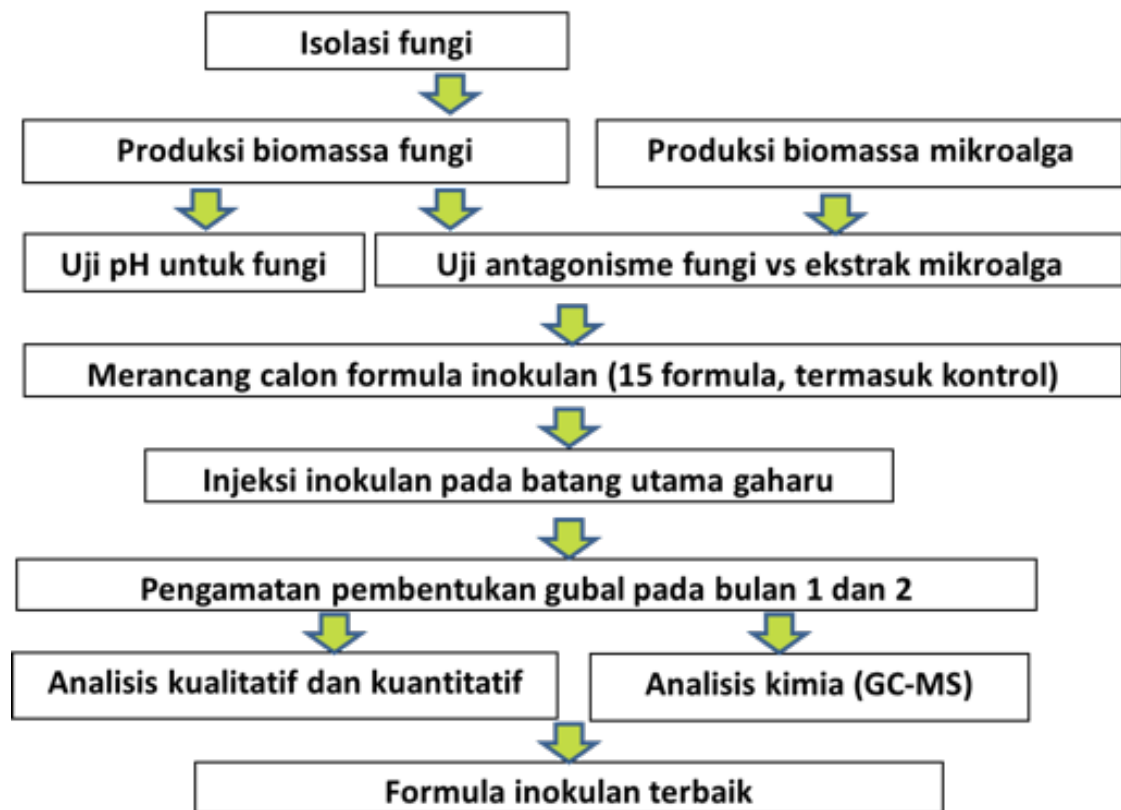 Isolasi fungi
Produksi biomassa fungi
Produksi biomassa mikroalga
Uji pH untuk fungi
Uji antagonisme fungi vs ekstrak mikroalga
Merancang calon formula inokulan (15 formula, termasuk kontrol)
Injeksi inokulan pada batang utama gaharu
Pengamatan pembentukan gubal pada bulan 1 dan 2
Analisis kualitatif dan kuantitatif
Analisis kimia (GC-MS)
Formula inokulan terbaik